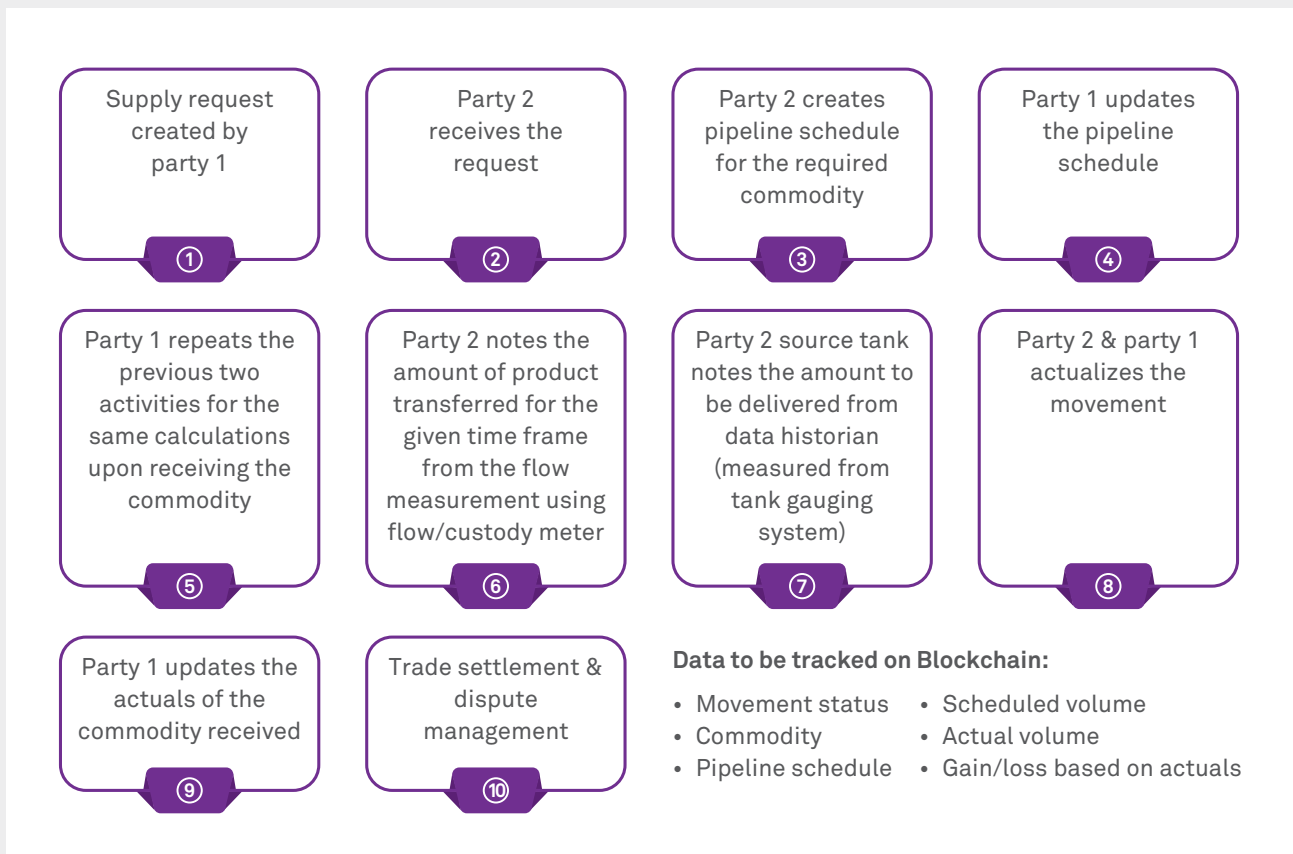 Supply request
created by
party 1
1
Party 2
receives the
request
2
Party 2 creates
pipeline schedule
for the required
commodity
3
Party 1 updates
the pipeline
schedule
4
Party 1 repeats the
previous two
activities for the
same calculations
upon receiving the
commodity
5
Party 2 notes the
amount of product
transferred for the
given time frame
from the flow
measurement using
flow/custody meter
6
Party 2 source tank
notes the amount to
be delivered from
data historian
(measured from
tank gauging
system)
7
Party 2 & party 1
actualizes the
movement
8
Party 1 updates the
actuals of the
commodity received
9
Trade settlement &
dispute
management
10
Data to be tracked on Blockchain:
• Movement status
• Commodity
• Pipeline schedule
• Scheduled volume
• Actual volume
• Gain/loss based on actuals